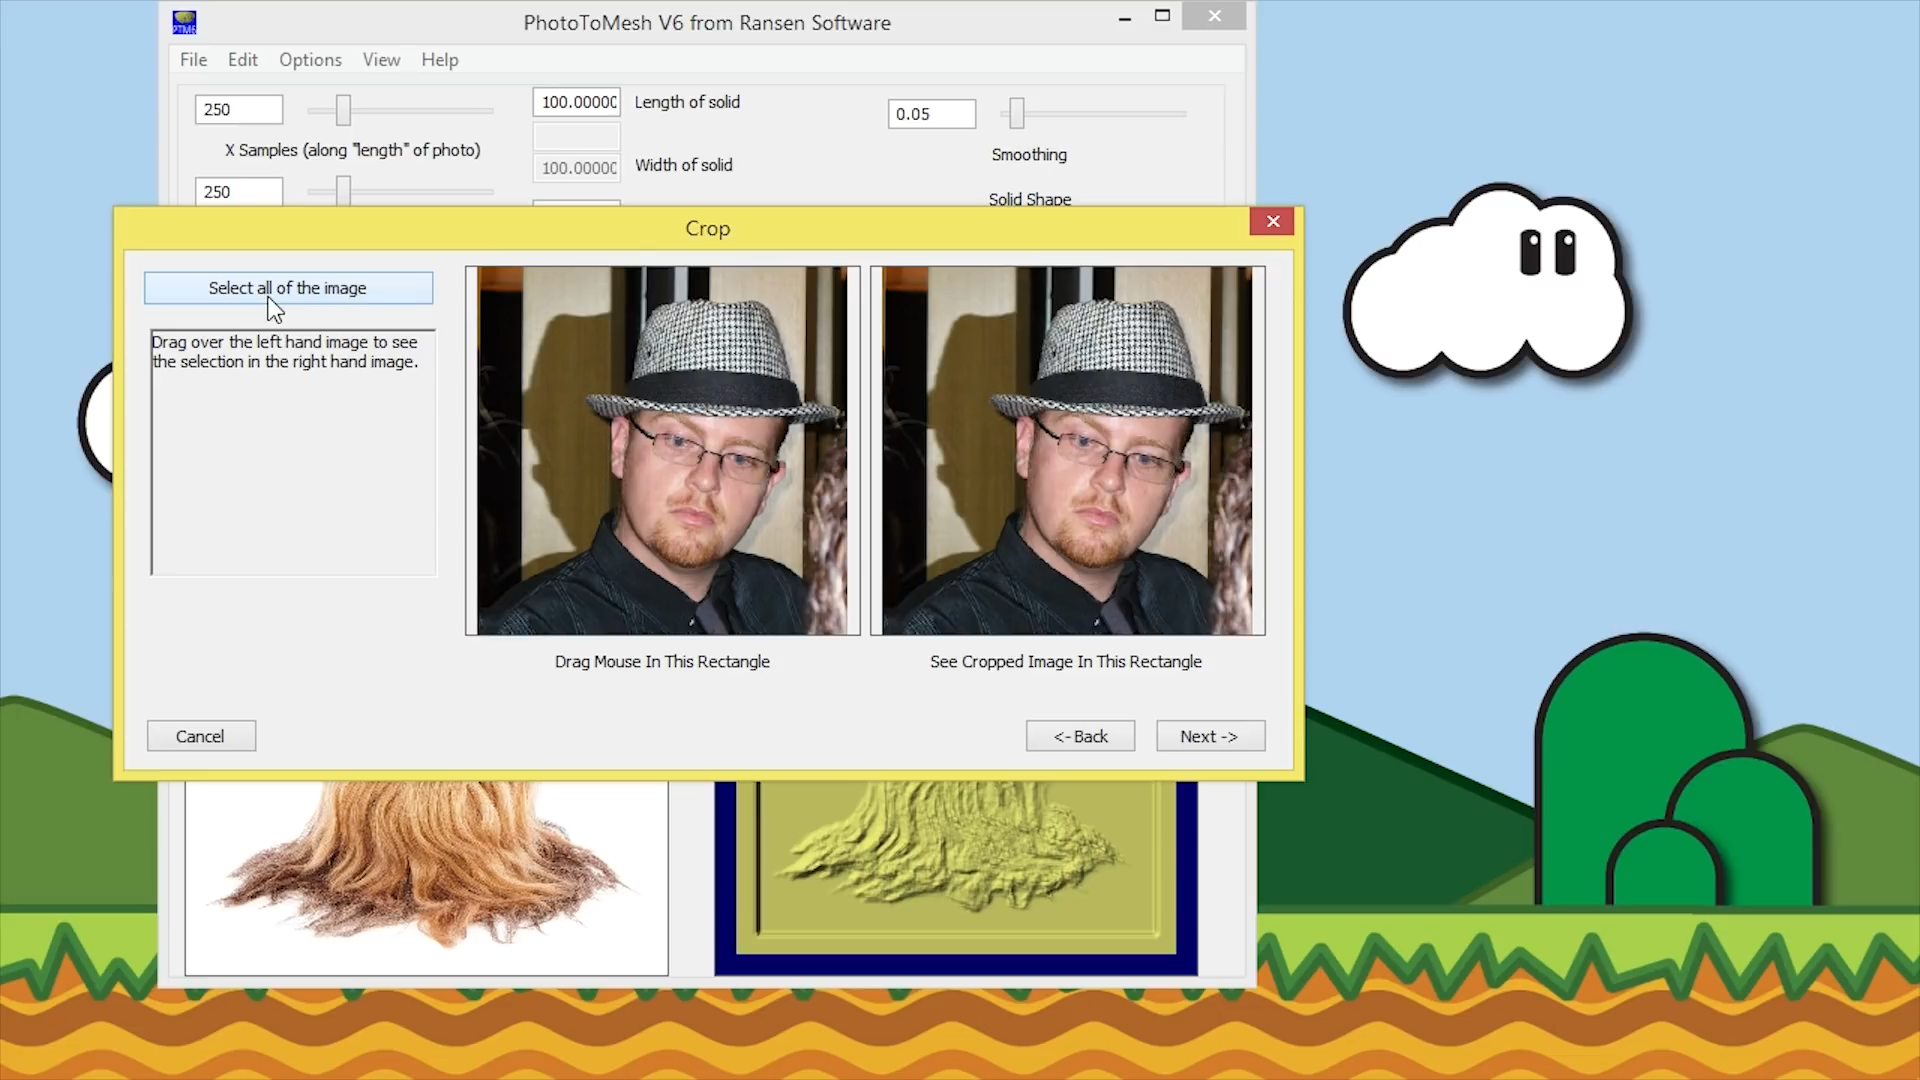 PhotoToMesh V6 from Ransen Software
File Edit Options View Help
250
100.0000
Length of solid
0.05
X Samples (along "length" of photo)
Smoothing
100.0000
Width of solid
250
Solid Shape
Crop
Select all of the image
Drag over the left hand image to see
the selection in the right hand image.
Drag Mouse In This Rectangle
See Cropped Image In This Rectangle
Cancel
<- Back
Next ->